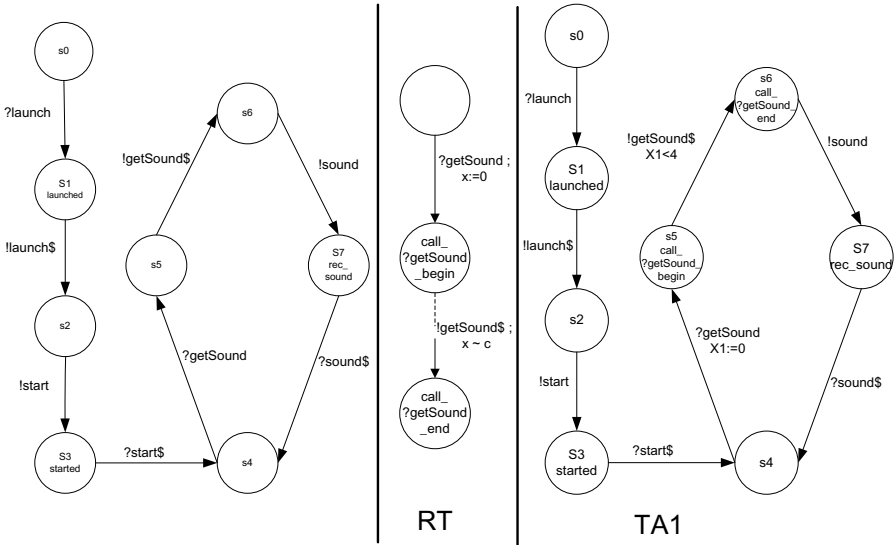 s0
?launch
S1
launched
!launch$
s2
!start
S3
started
?start$
s4
?getSound
s5
!getSound$
s6
!sound
S7
rec_
sound
?sound$
?getSound ;
x:=0
call_
?getSound
_begin
!getSound$ ;
x ~ c
call_
?getSound
_end
RT
s0
?launch
S1
launched
!launch$
s2
!start
S3
started
?start$
s4
?getSound
X1:=0
s5
call_
?getSound_
begin
!getSound$
X1<4
s6
call_
?getSound_
end
!sound
S7
rec_sound
?sound$
TA1